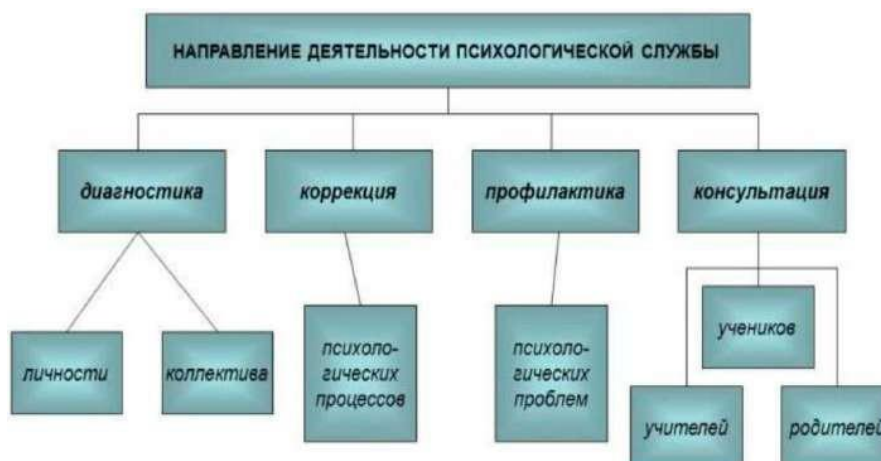 НАПРАВЛЕНИЕ ДЕЯТЕЛЬНОСТИ ПСИХОЛОГИЧЕСКОЙ СЛУЖБЫ
диагностика
коррекция
профилактика
консультация
личности
коллектива
психоло-
гических
процессов
психоло-
гических
проблем
учеников
учителей
родителей